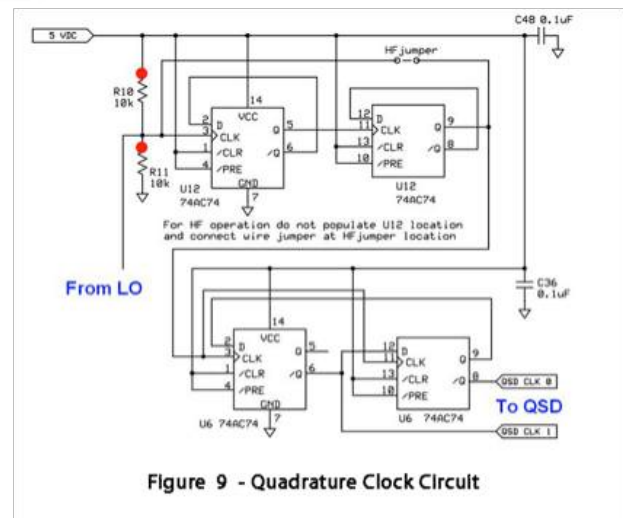 C48 0.1uF
5 VDC
HFjumper
R10
10k
14
VCC
2
D
3
CLK
1
/CLR
4
/PRE
Q
5
/Q
6
GND
7
U12
74AC74
12
D
11
CLK
13
/CLR
10
/PRE
Q
9
/Q
8
U12
74AC74
R11
10k
For HF operation do not populate U12 location
and connect wire jumper at HFjumper location
From LO
C36
0.1uF
14
VCC
2
D
3
CLK
1
/CLR
4
/PRE
Q
5
/Q
6
GND
7
U6 74AC74
12
D
11
CLK
13
/CLR
10
/PRE
Q
9
/Q
8
U6 74AC74
QSD CLK 0
To QSD
QSD CLK 1
Figure 9 - Quadrature Clock Circuit